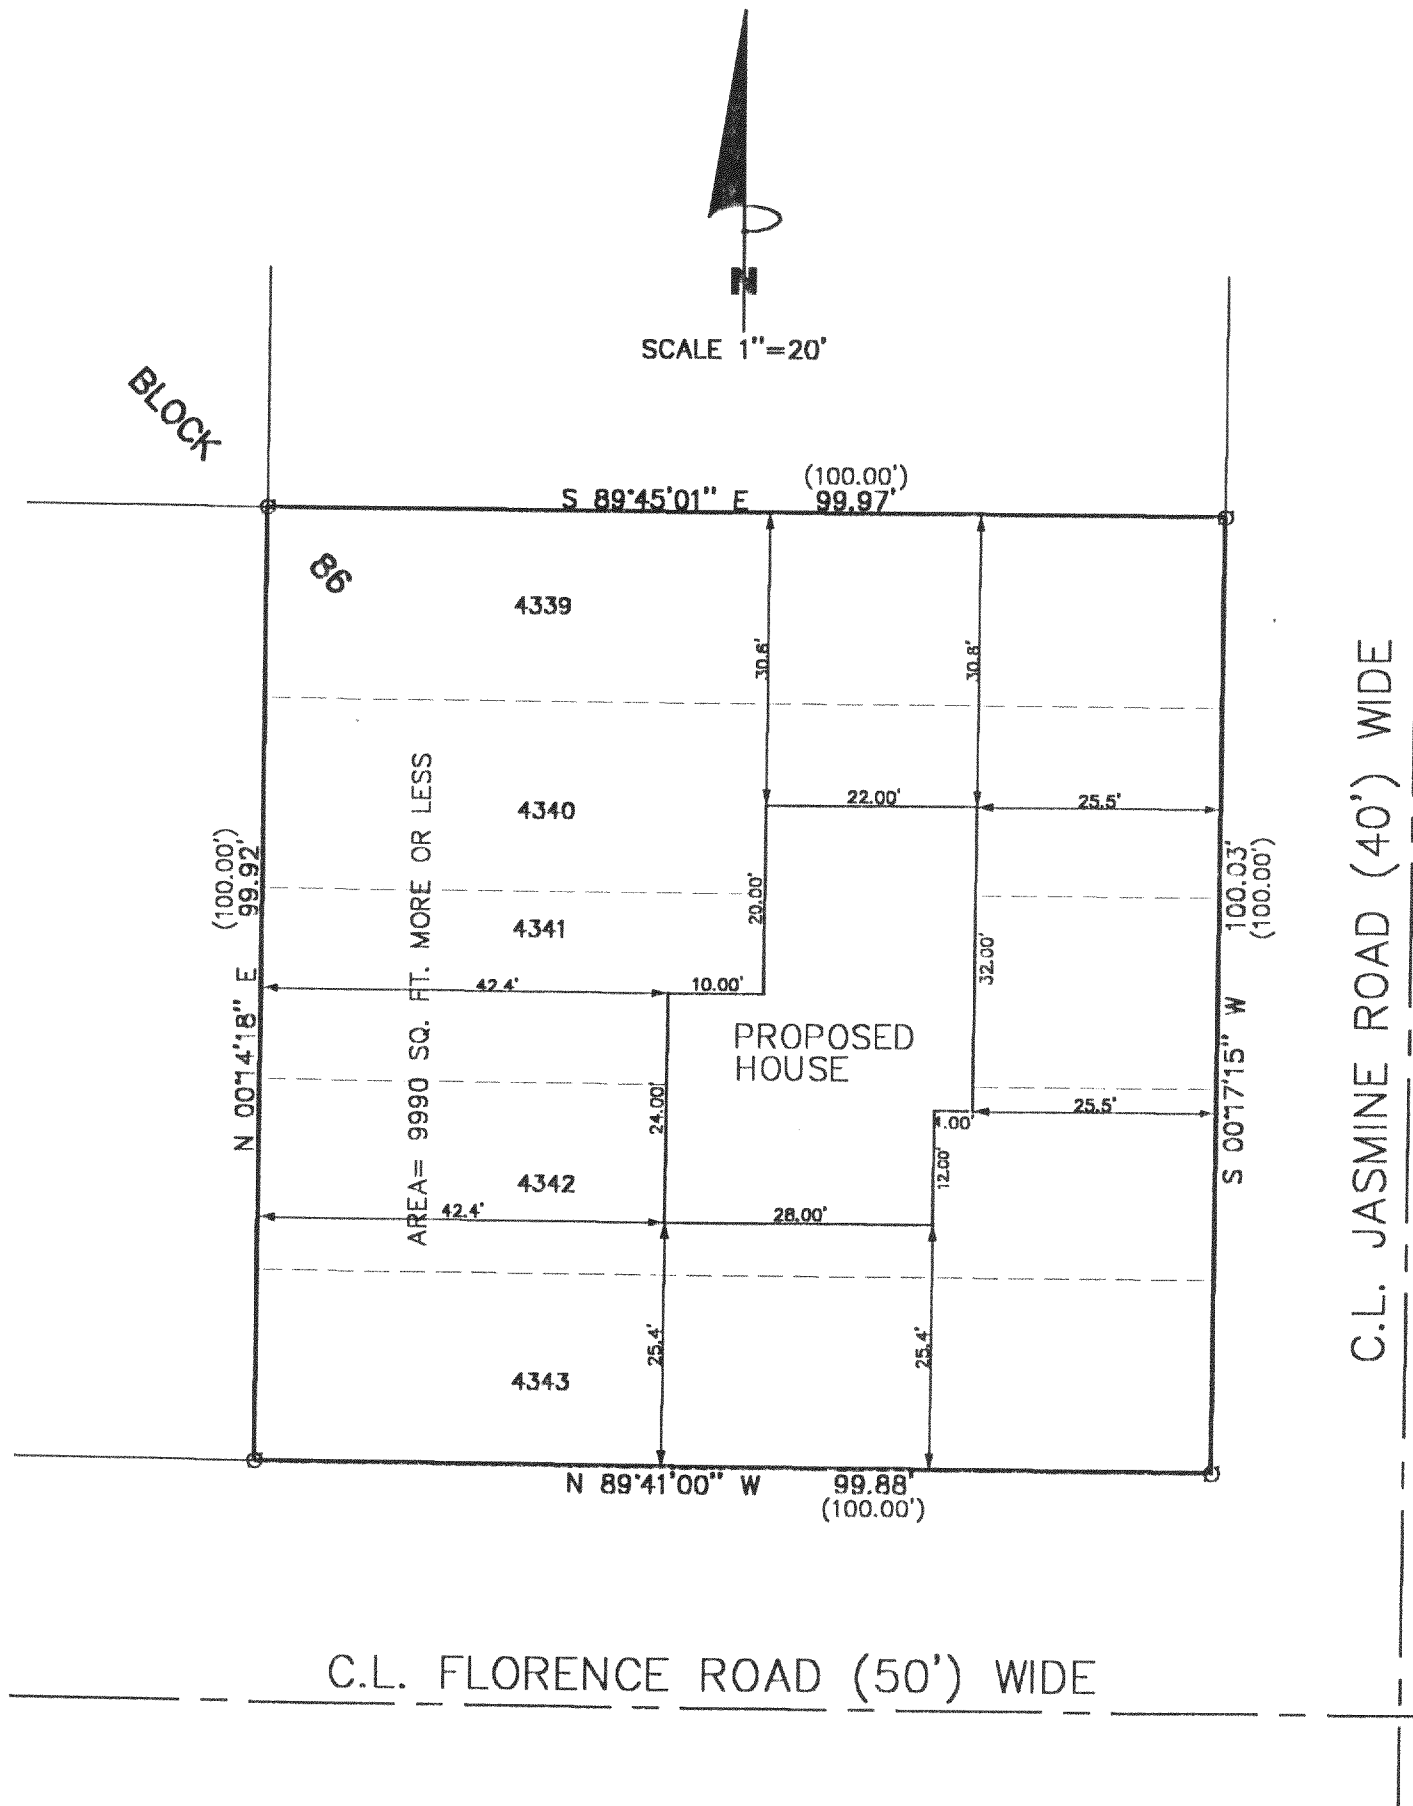 N
SCALE 1"=20'
BLOCK
86
(100.00')
S 89°45'01" E 99.97'
4339
30.6'
30.8'
4340
22.00'
25.5'
AREA= 9990 SQ. FT. MORE OR LESS
(100.00')
N 00°14'18" E 99.92'
20.00'
4341
32.00'
S 00°17'15" W 100.03'
(100.00')
42.4'
10.00'
PROPOSED
HOUSE
24.00'
25.5'
4.00'
12.00'
4342
42.4'
28.00'
25.4'
25.4'
4343
N 89°41'00" W 99.88'
(100.00')
C.L. JASMINE ROAD (40') WIDE
C.L. FLORENCE ROAD (50') WIDE